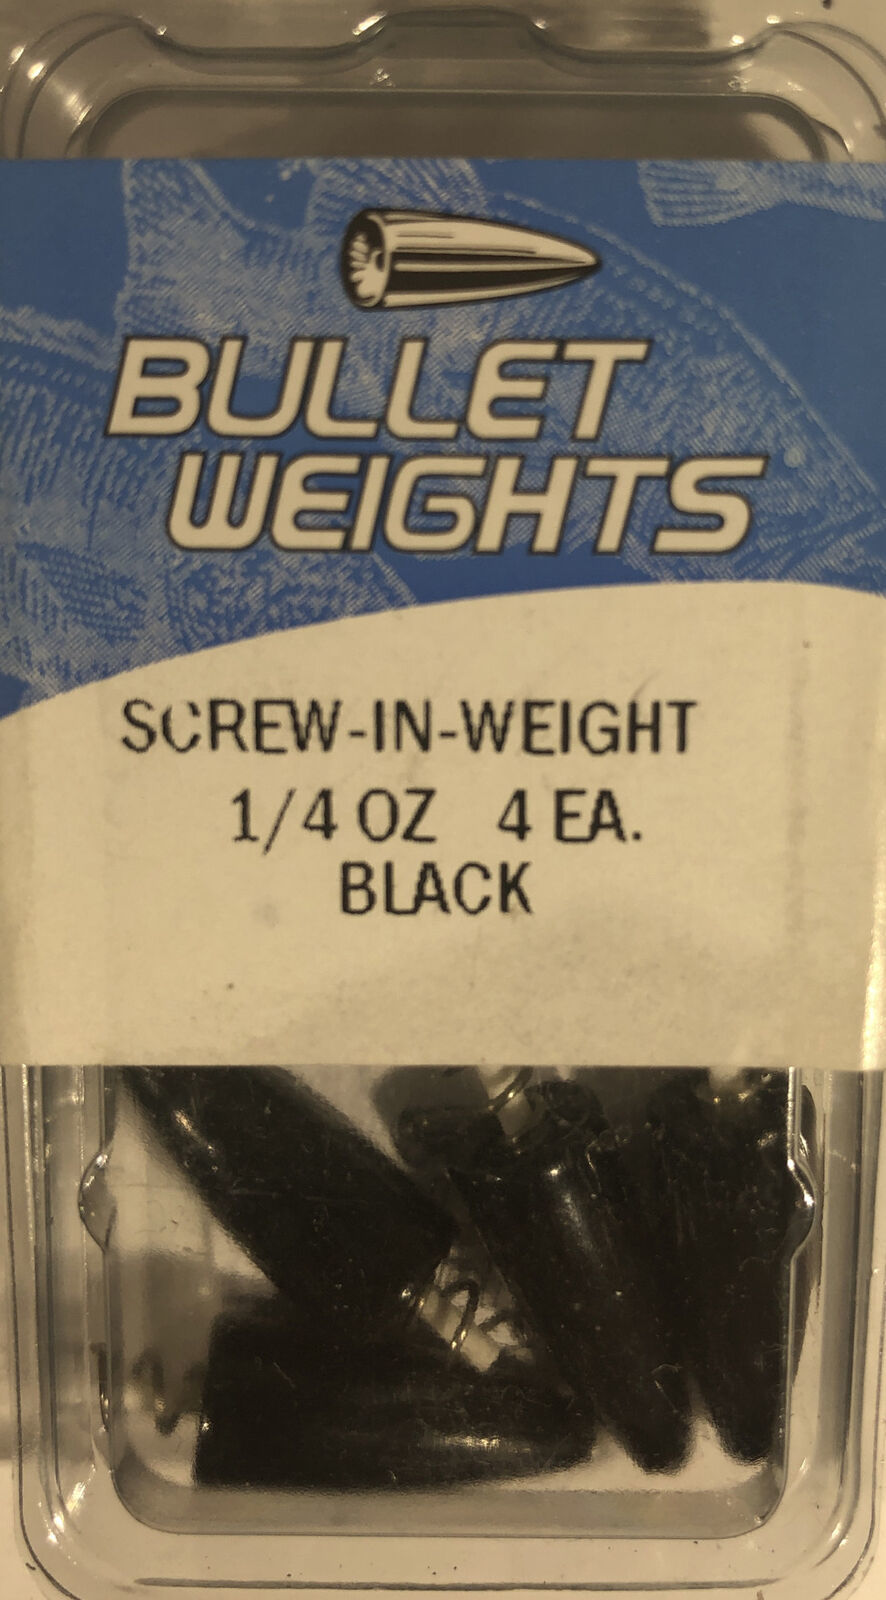 BULLET
WEIGHTS
SCREW-IN-WEIGHT
1/4 OZ 4 EA.
BLACK